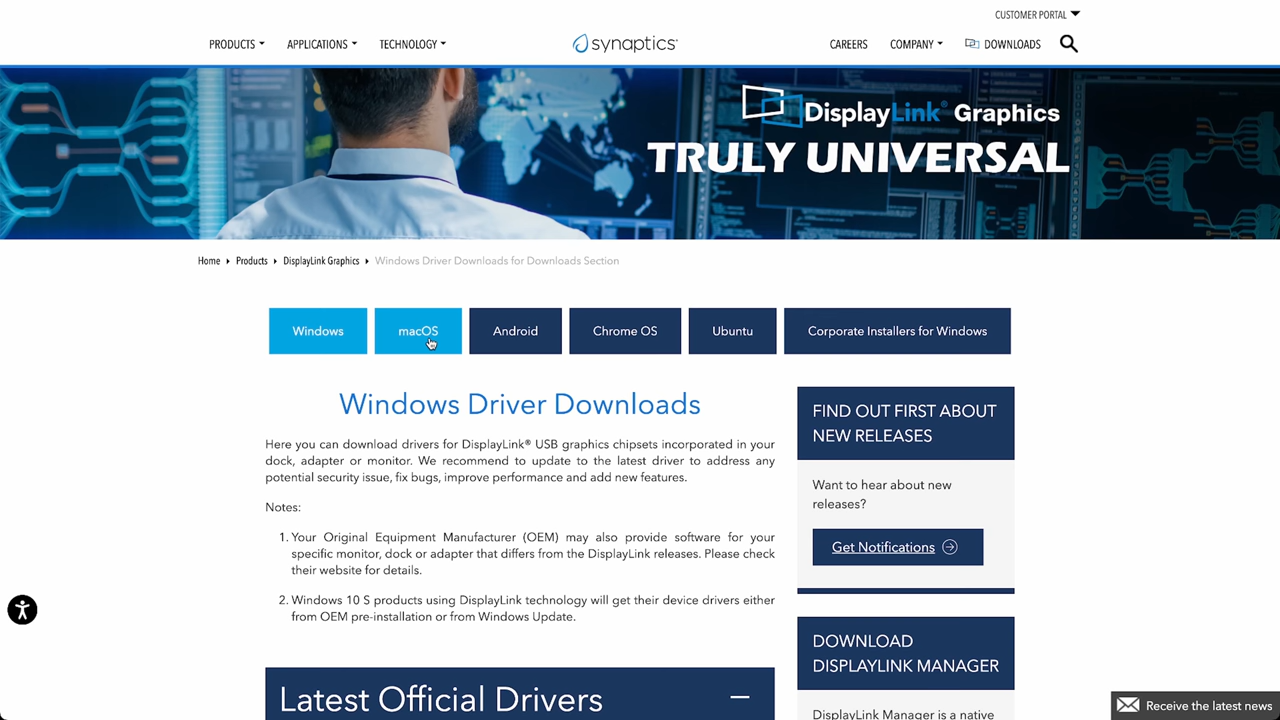 CUSTOMER PORTAL
PRODUCTS
APPLICATIONS
TECHNOLOGY
synaptics
CAREERS
COMPANY
DOWNLOADS
DisplayLink® Graphics
TRULY UNIVERSAL
Home
Products
DisplayLink Graphics
Windows Driver Downloads for Downloads Section
Windows
macOS
Android
Chrome OS
Ubuntu
Corporate Installers for Windows
Windows Driver Downloads
Here you can download drivers for DisplayLink® USB graphics chipsets incorporated in your
dock, adapter or monitor. We recommend to update to the latest driver to address any
potential security issue, fix bugs, improve performance and add new features.
Notes:
1. Your Original Equipment Manufacturer (OEM) may also provide software for your
specific monitor, dock or adapter that differs from the DisplayLink releases. Please check
their website for details.
2. Windows 10 S products using DisplayLink technology will get their device drivers either
from OEM pre-installation or from Windows Update.
Latest Official Drivers
FIND OUT FIRST ABOUT
NEW RELEASES
Want to hear about new
releases?
Get Notifications
DOWNLOAD
DISPLAYLINK MANAGER
DisplayLink Manager is a native
Receive the latest news